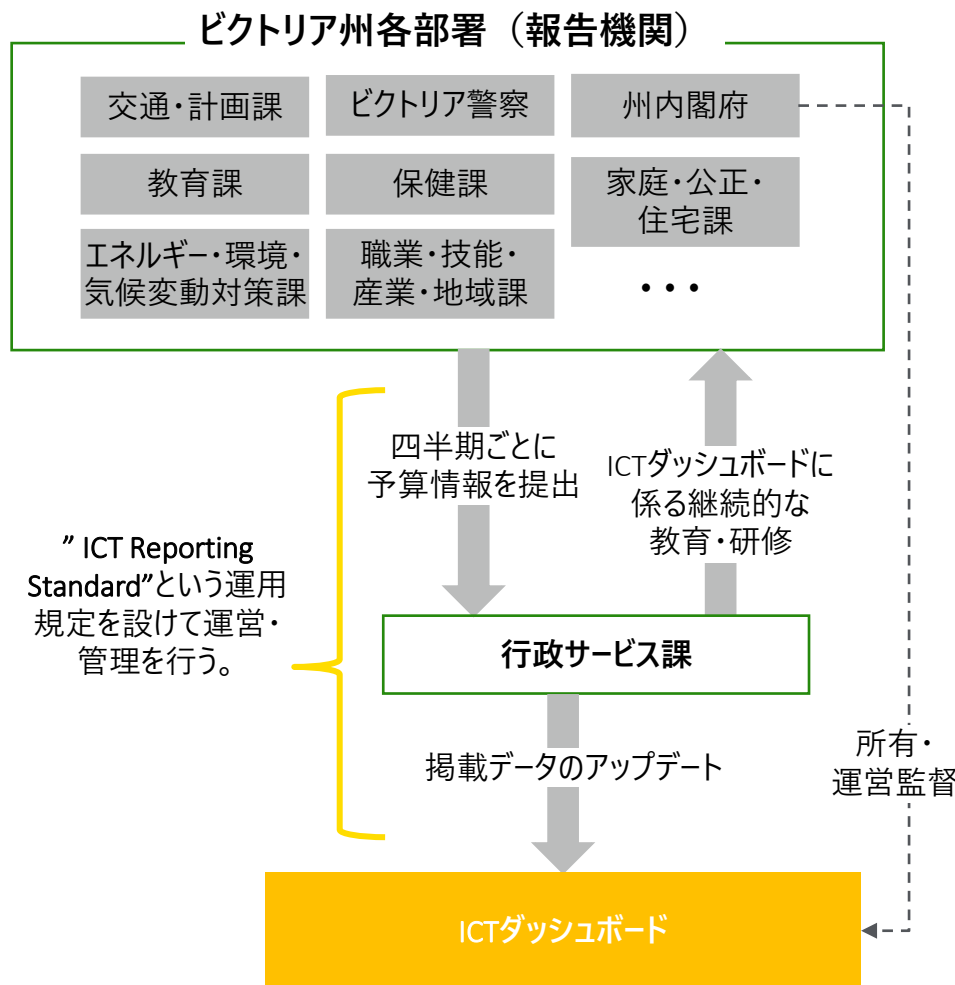 ビクトリア州各部署（報告機関）
交通・計画課
ビクトリア警察
州内閣府
教育課
保健課
家庭・公正・
住宅課
エネルギー・環境・
気候変動対策課
職業・技能・
産業・地域課
・・・
四半期ごとに
予算情報を提出
ICTダッシュボードに
係る継続的な
教育・研修
” ICT Reporting
Standard”という運用
規定を設けて運営・
管理を行う。
行政サービス課
掲載データのアップデート
所有・
運営監督
ICTダッシュボード